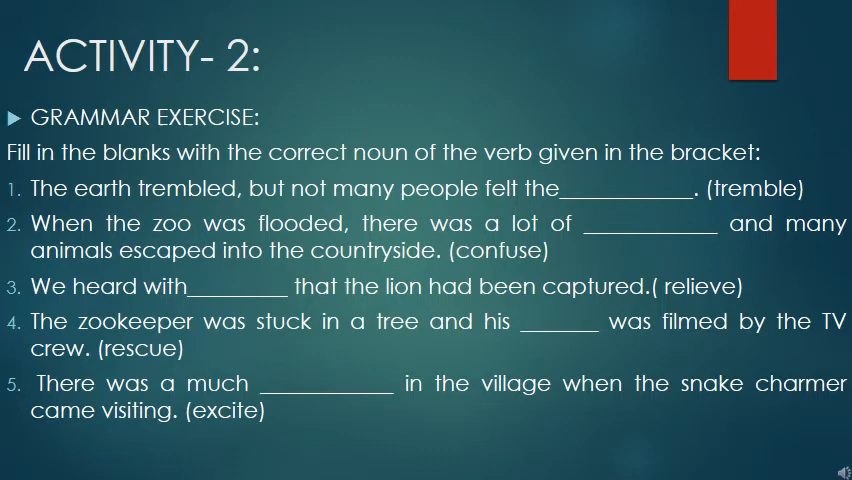 ACTIVITY- 2:
GRAMMAR EXERCISE:
Fill in the blanks with the correct noun of the verb given in the bracket:
1. The earth trembled, but not many people felt the____________. (tremble)
2. When the zoo was flooded, there was a lot of ____________ and many
animals escaped into the countryside. (confuse)
3. We heard with_________ that the lion had been captured.( relieve)
4. The zookeeper was stuck in a tree and his _______ was filmed by the TV
crew. (rescue)
5. There was a much ____________ in the village when the snake charmer
came visiting. (excite)